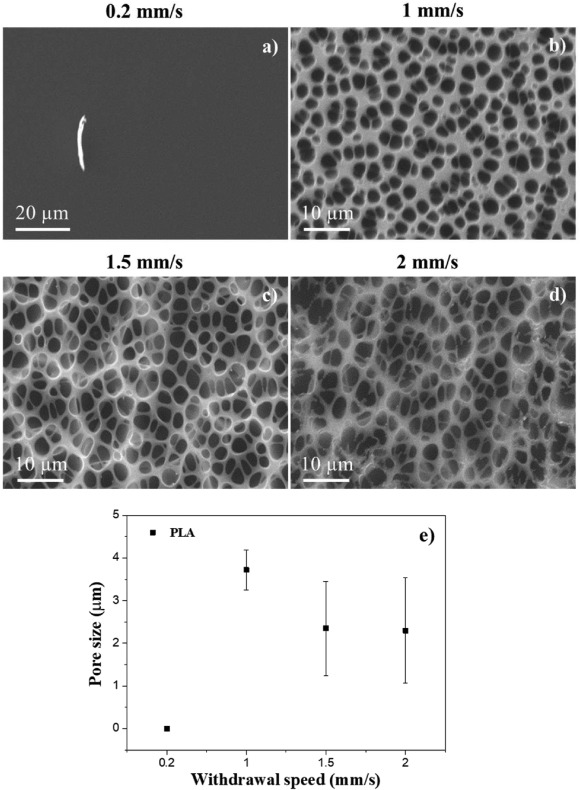 0.2 mm/s
1 mm/s
a)
b)
20 µm
10 µm
1.5 mm/s
2 mm/s
c)
d)
10 µm
10 µm
e)
PLA
5
4
3
2
1
0
Pore size (µm)
0.2
1
1.5
2
Withdrawal speed (mm/s)